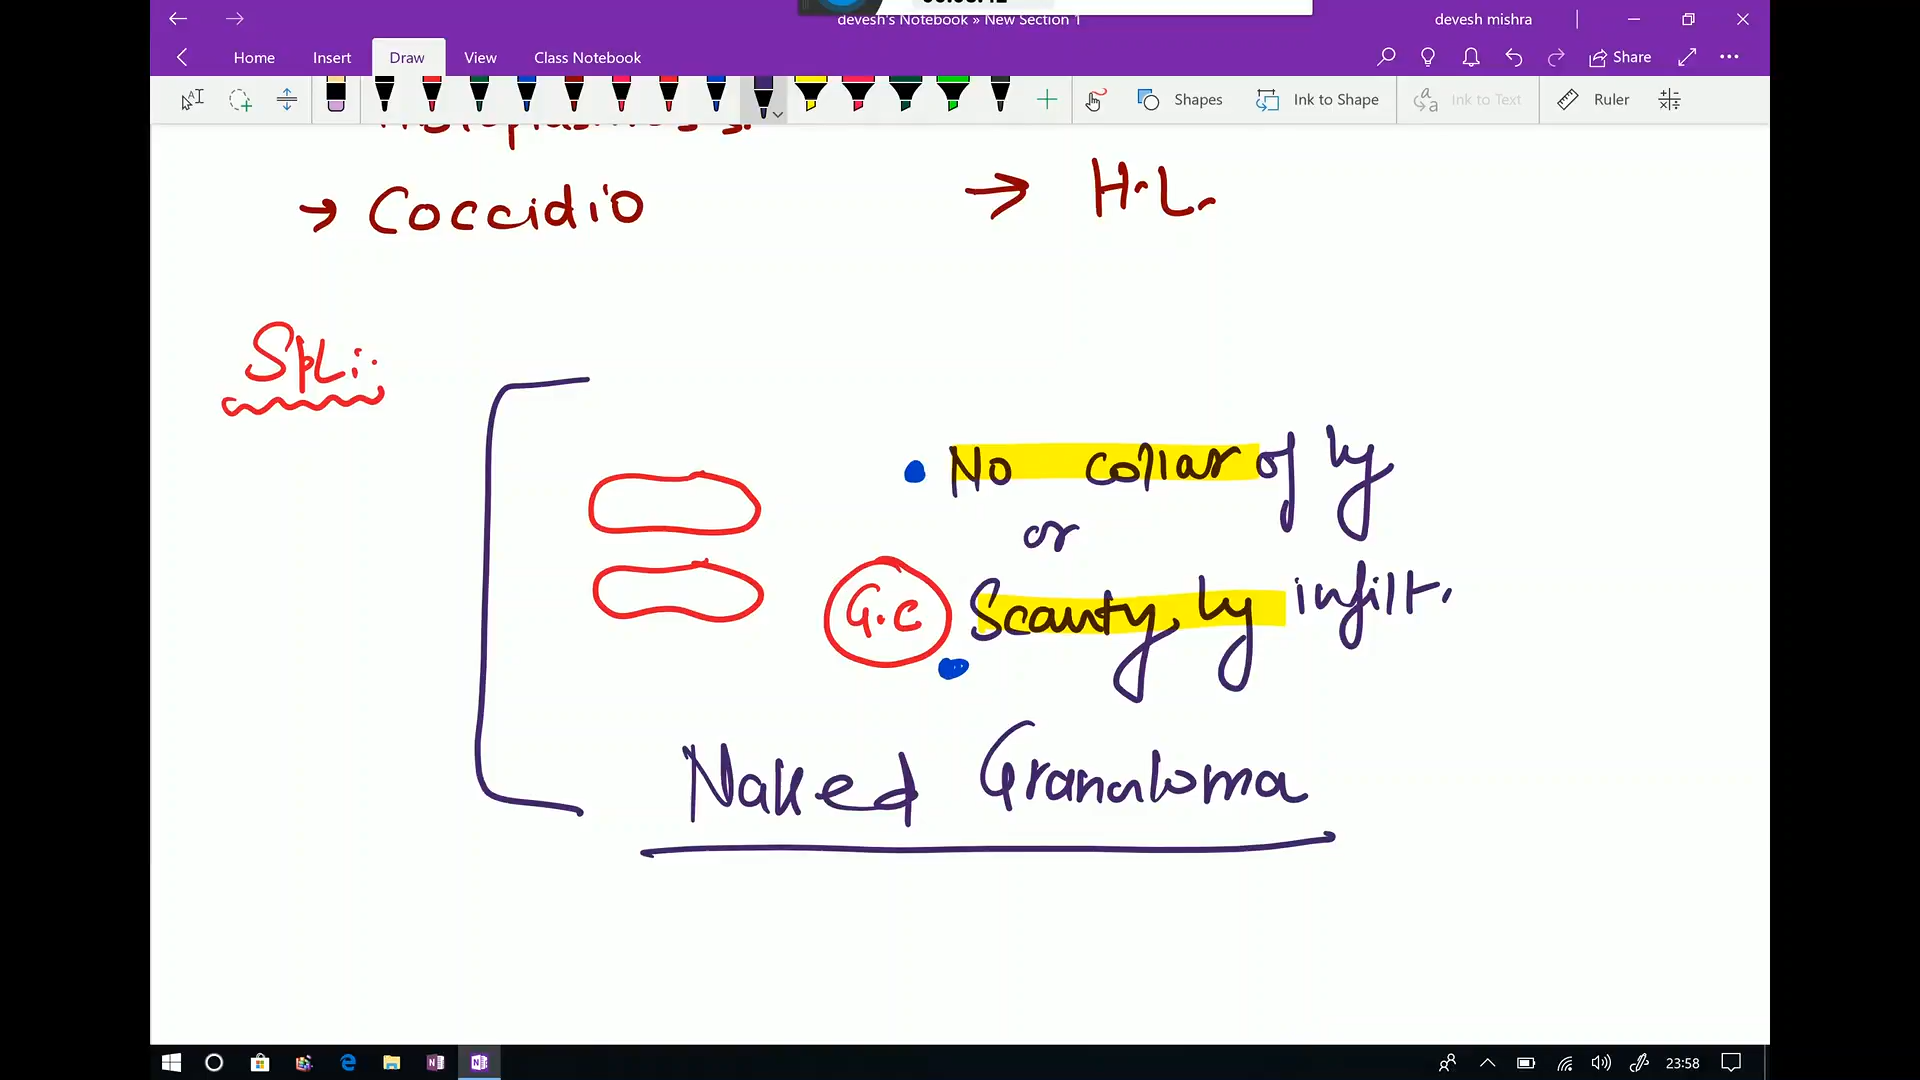 devesh's Notebook » New Section 1
devesh mishra
Home Insert Draw View Class Notebook
Share
Shapes Ink to Shape Ink to Text Ruler
→ Coccidio → H.L.
SpL:.
• No collar of ly
or
G.C Scanty ly infilt.
Naked Granuloma
23:58